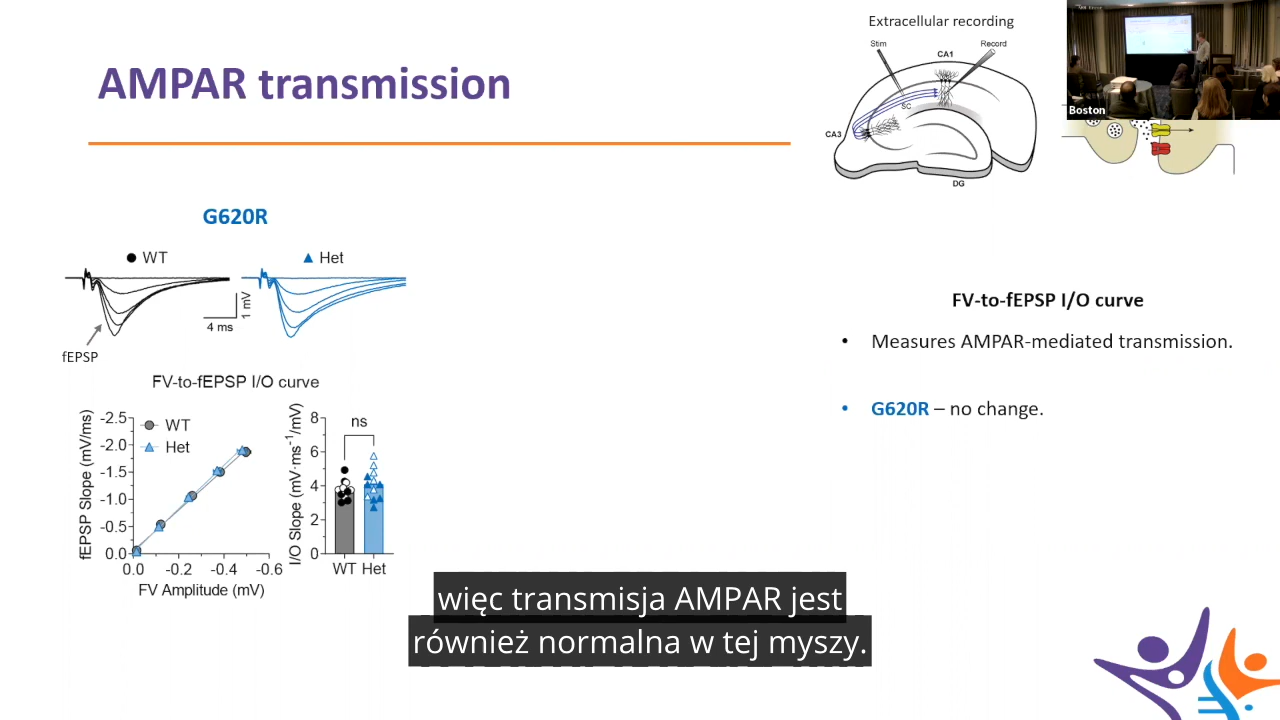 AMPAR transmission
Extracellular recording
Stim
CA1
Record
SC
CA3
DG
Boston
G620R
WT
Het
1 mV
4 ms
fEPSP
FV-to-fEPSP I/O curve
fEPSP Slope (mV/ms)
-2.5
-2.0
-1.5
-1.0
-0.5
0.0
WT
Het
0.0 -0.2 -0.4 -0.6
FV Amplitude (mV)
I/O Slope (mV·ms⁻¹/mV)
8
6
4
2
0
ns
WT Het
FV-to-fEPSP I/O curve
• Measures AMPAR-mediated transmission.
• G620R – no change.
więc transmisja AMPAR jest
również normalna w tej myszy.